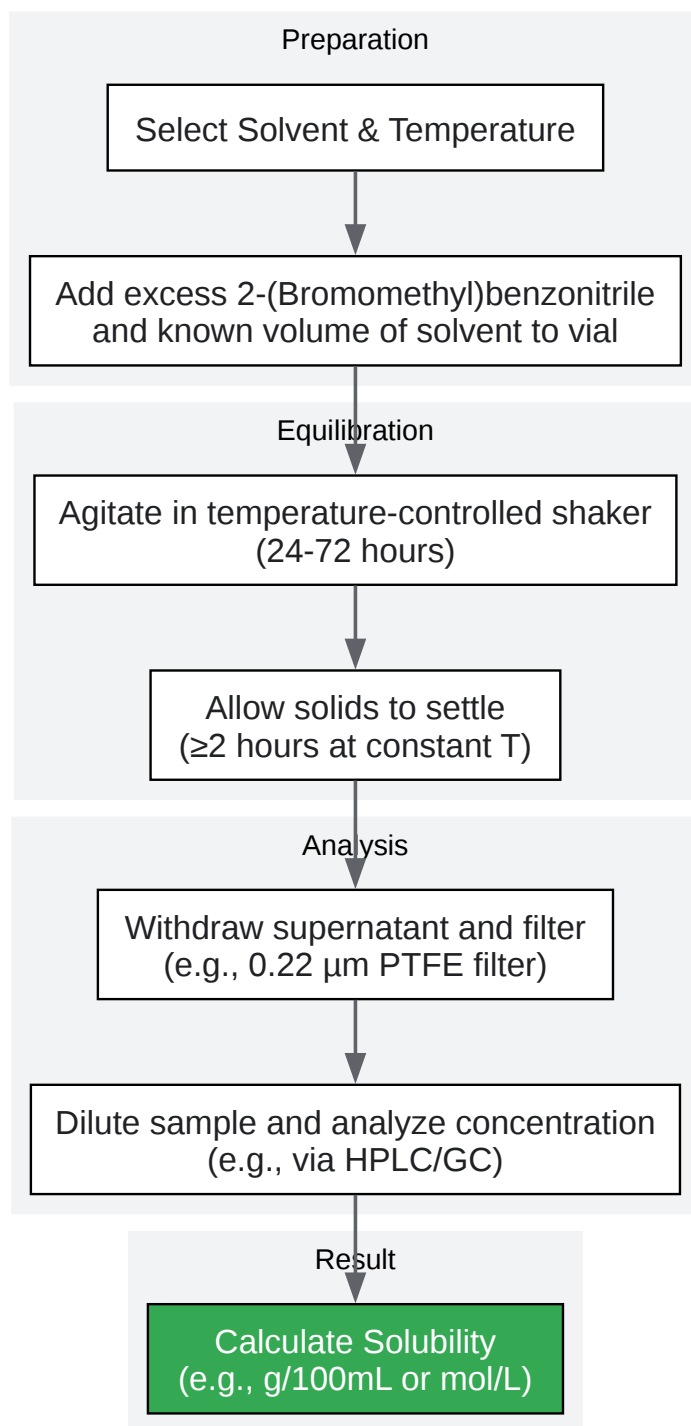 Preparation
Select Solvent & Temperature
Add excess 2-(Bromomethyl)benzonitrile
and known volume of solvent to vial
Equilibration
Agitate in temperature-controlled shaker
(24-72 hours)
Allow solids to settle
(≥2 hours at constant T)
Analysis
Withdraw supernatant and filter
(e.g., 0.22 µm PTFE filter)
Dilute sample and analyze concentration
(e.g., via HPLC/GC)
Result
Calculate Solubility
(e.g., g/100mL or mol/L)